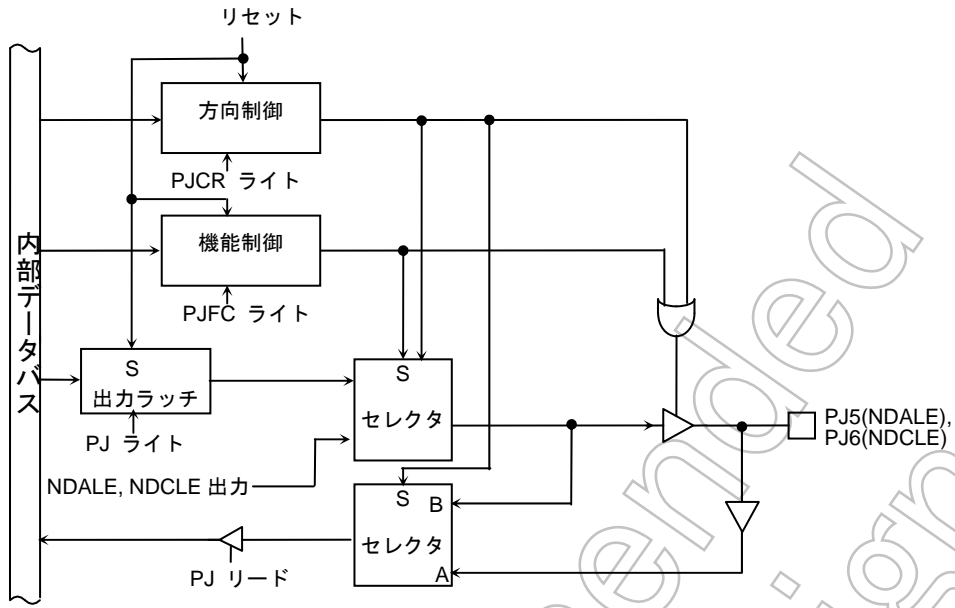 リセット
方向制御
PJCR ライト
機能制御
PJFC ライト
内部データバス
S
出力ラッチ
PJ ライト
S
セレクタ
PJ5(NDALE),
PJ6(NDCLE)
NDALE, NDCLE 出力
S
B
セレクタ
A
PJ リード
ended
ign